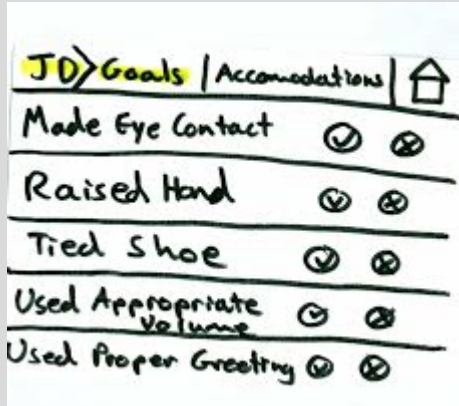 JD>Goals | Accomodations |
Made Eye Contact
Raised Hand
Tied Shoe
Used Appropriate
Volume
Used Proper Greeting